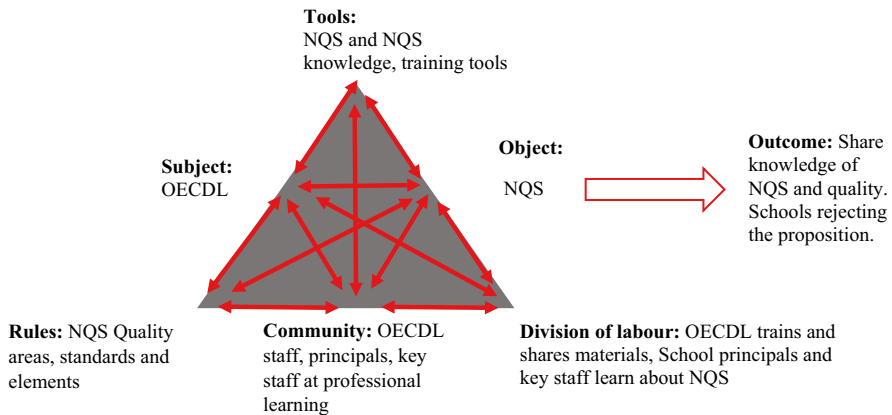 Tools:
NQS and NQS
knowledge, training tools
Subject:
OECDL
Object:
NQS
Outcome: Share
knowledge of
NQS and quality.
Schools rejecting
the proposition.
Rules: NQS Quality
areas, standards and
elements
Community: OECDL
staff, principals, key
staff at professional
learning
Division of labour: OECDL trains and
shares materials, School principals and
key staff learn about NQS